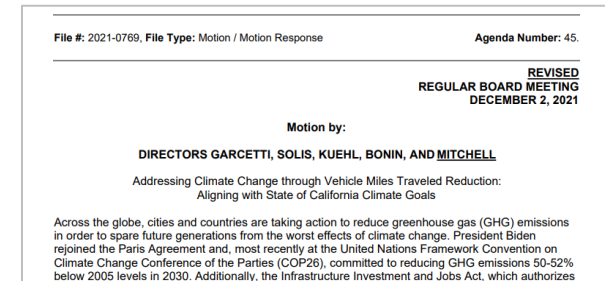 File #: 2021-0769, File Type: Motion / Motion Response Agenda Number: 45.
REVISED
REGULAR BOARD MEETING
DECEMBER 2, 2021
Motion by:
DIRECTORS GARCETTI, SOLIS, KUEHL, BONIN, AND MITCHELL
Addressing Climate Change through Vehicle Miles Traveled Reduction:
Aligning with State of California Climate Goals
Across the globe, cities and countries are taking action to reduce greenhouse gas (GHG) emissions
in order to spare future generations from the worst effects of climate change. President Biden
rejoined the Paris Agreement and, most recently at the United Nations Framework Convention on
Climate Change Conference of the Parties (COP26), committed to reducing GHG emissions 50-52%
below 2005 levels in 2030. Additionally, the Infrastructure Investment and Jobs Act, which authorizes